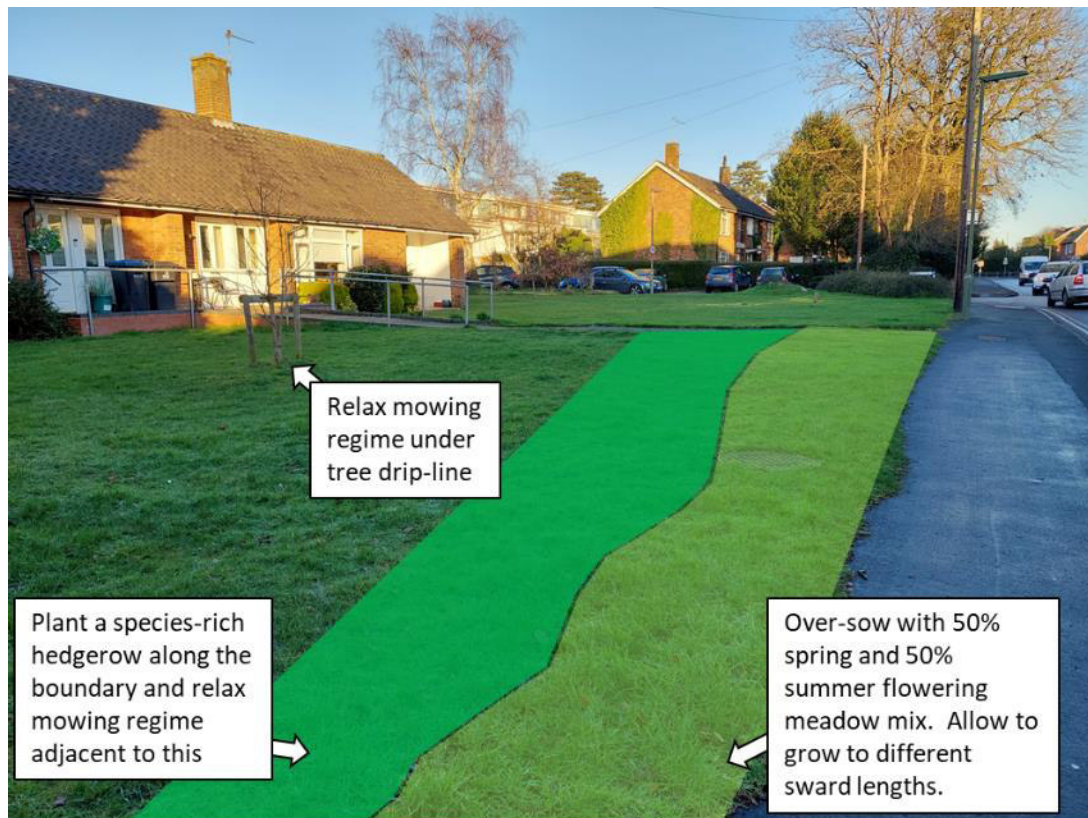 Relax mowing
regime under
tree drip-line
Plant a species-rich
hedgerow along the
boundary and relax
mowing regime
adjacent to this
Over-sow with 50%
spring and 50%
summer flowering
meadow mix.  Allow to
grow to different
sward lengths.